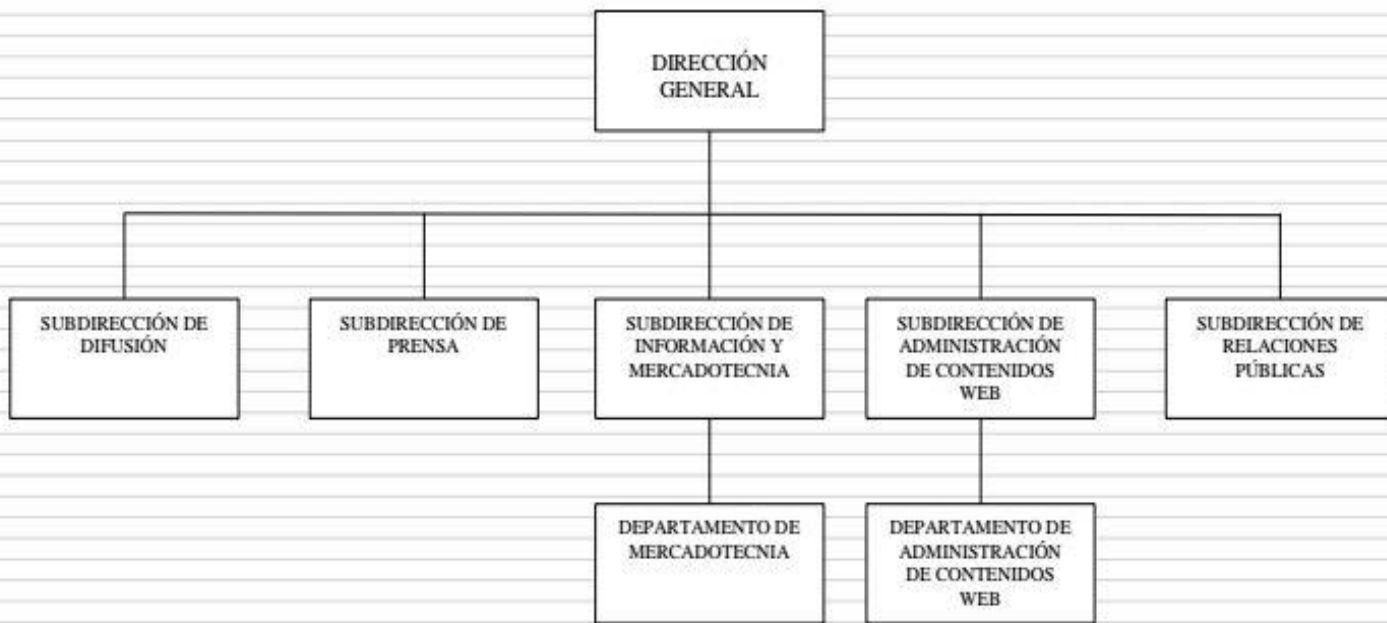 DIRECCIÓN
GENERAL
SUBDIRECCIÓN DE
DIFUSIÓN
SUBDIRECCIÓN DE
PRENSA
SUBDIRECCIÓN DE
INFORMACIÓN Y
MERCADOTECNIA
SUBDIRECCIÓN DE
ADMINISTRACIÓN
DE CONTENIDOS
WEB
SUBDIRECCIÓN DE
RELACIONES
PÚBLICAS
DEPARTAMENTO DE
MERCADOTECNIA
DEPARTAMENTO DE
ADMINISTRACIÓN
DE CONTENIDOS
WEB